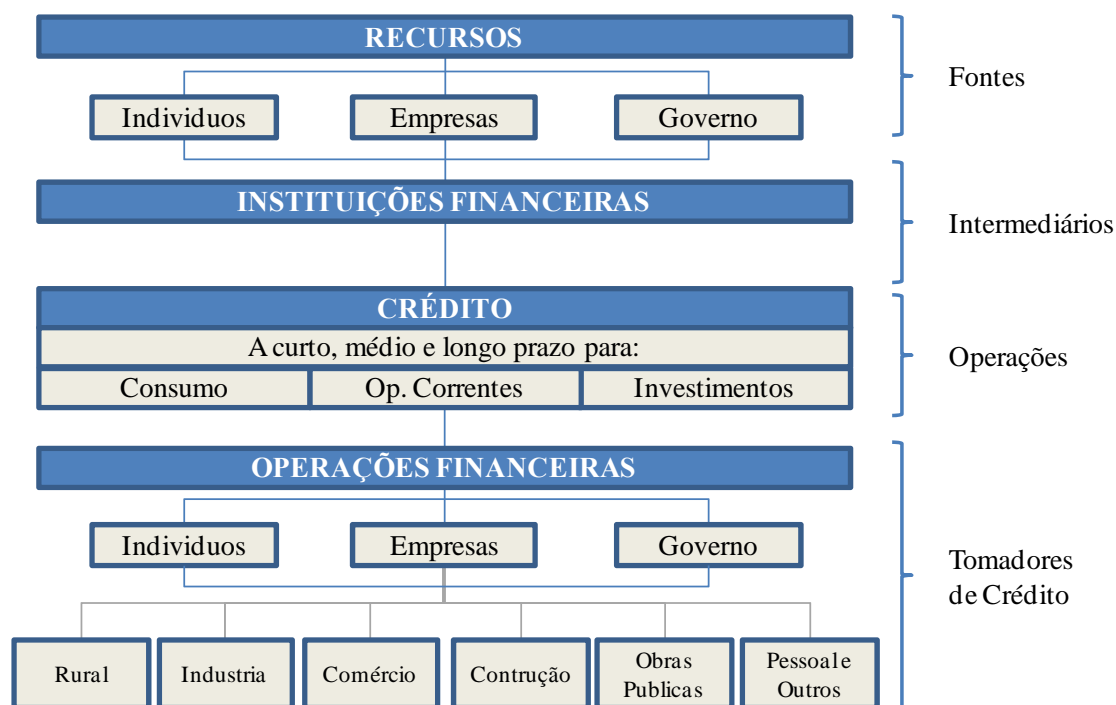 RECURSOS
Individuos
Empresas
Governo
Fontes
INSTITUIÇÕES FINANCEIRAS
Intermediários
CRÉDITO
A curto, médio e longo prazo para:
Consumo
Op. Correntes
Investimentos
Operações
OPERAÇÕES FINANCEIRAS
Individuos
Empresas
Governo
Tomadores
de Crédito
Rural
Industria
Comércio
Contrução
Obras
Publicas
Pessoal e
Outros